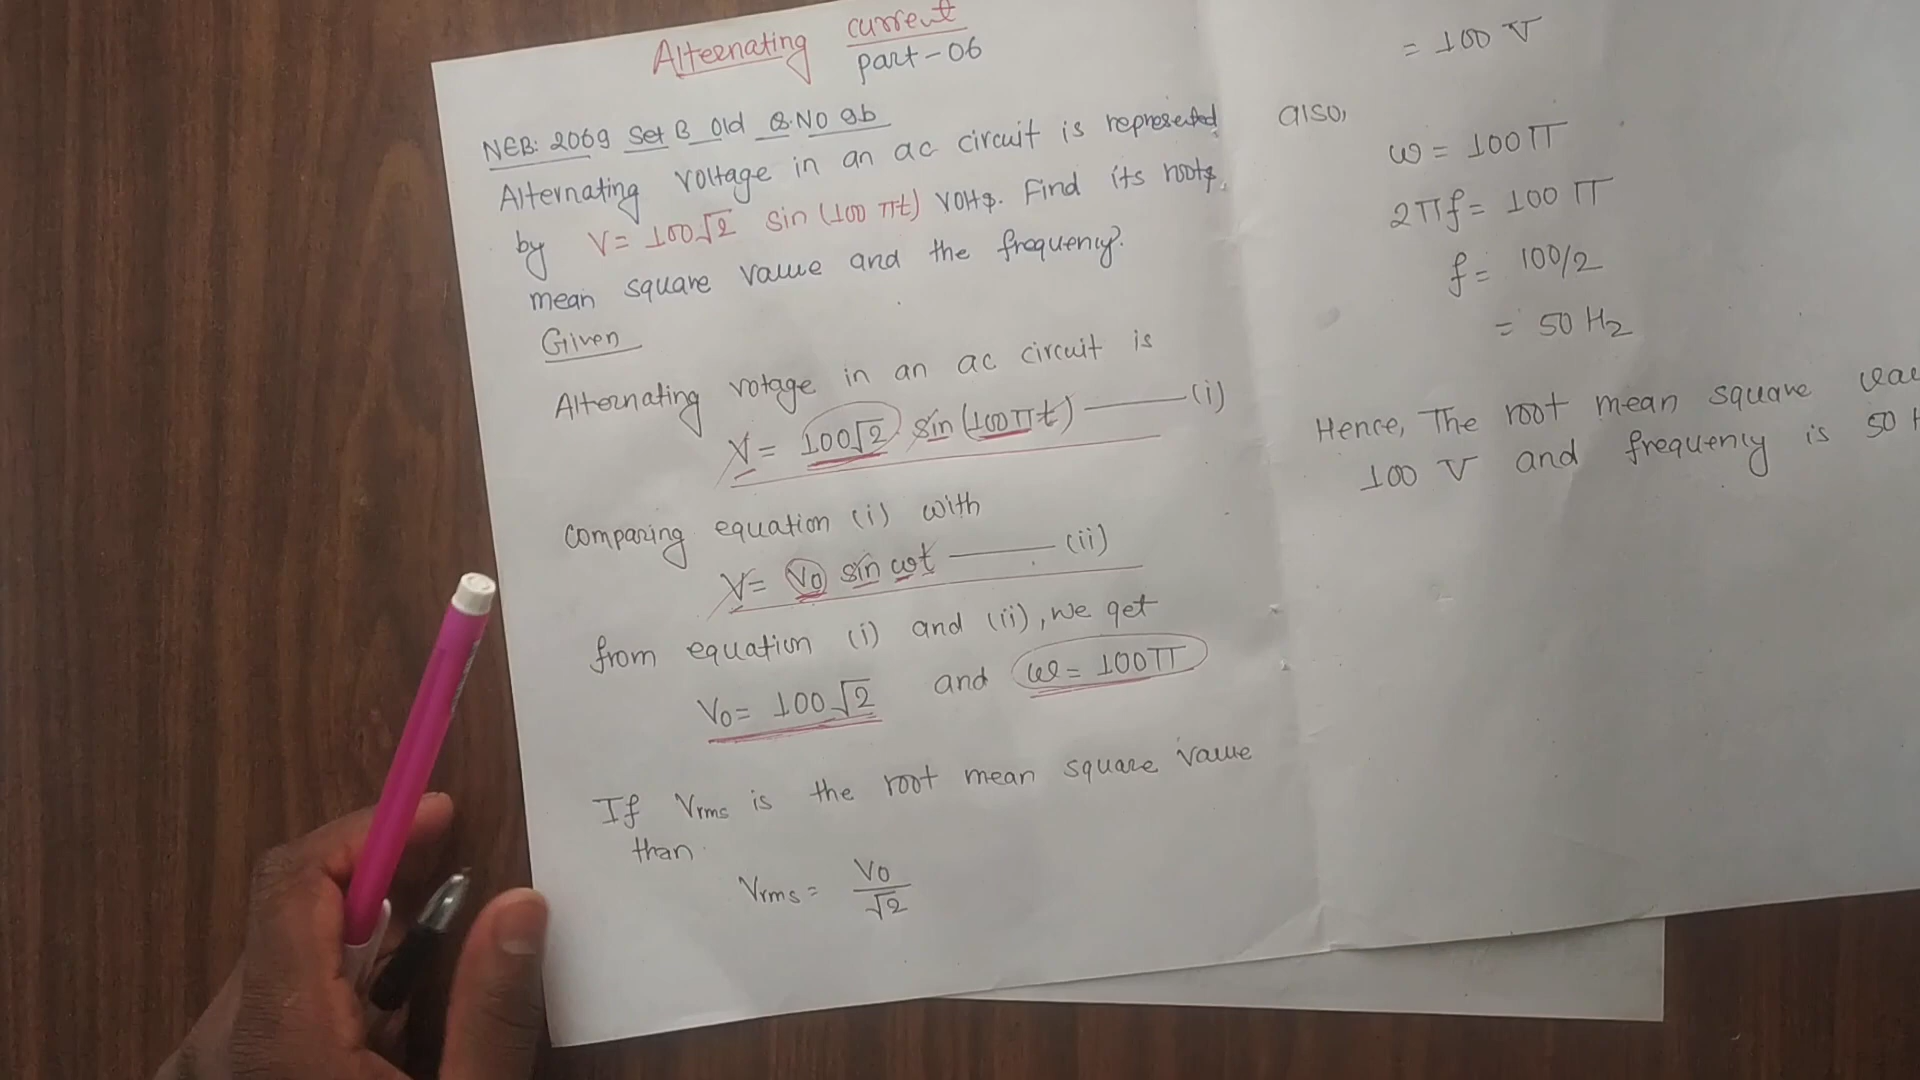 Alternating current
part-06
NEB: 2069 Set B Old Q.NO 9b
Alternating voltage in an ac circuit is represented
by V= 100√2 sin (100 πt) volts. Find its roots
mean square value and the frequency?
Given
Alternating votage in an ac circuit is
V= 100√2 sin (100πt) ——— (i)
comparing equation (i) with
V= V0 sin ωt ——— (ii)
from equation (i) and (ii), we get
V0= 100√2 and ω= 100π
If Vrms is the root mean square value
than
Vrms= V0/√2
= 100 V
also,
ω= 100π
2πf= 100π
f= 100/2
= 50 Hz
Hence, The root mean square
100 V and frequency is 50